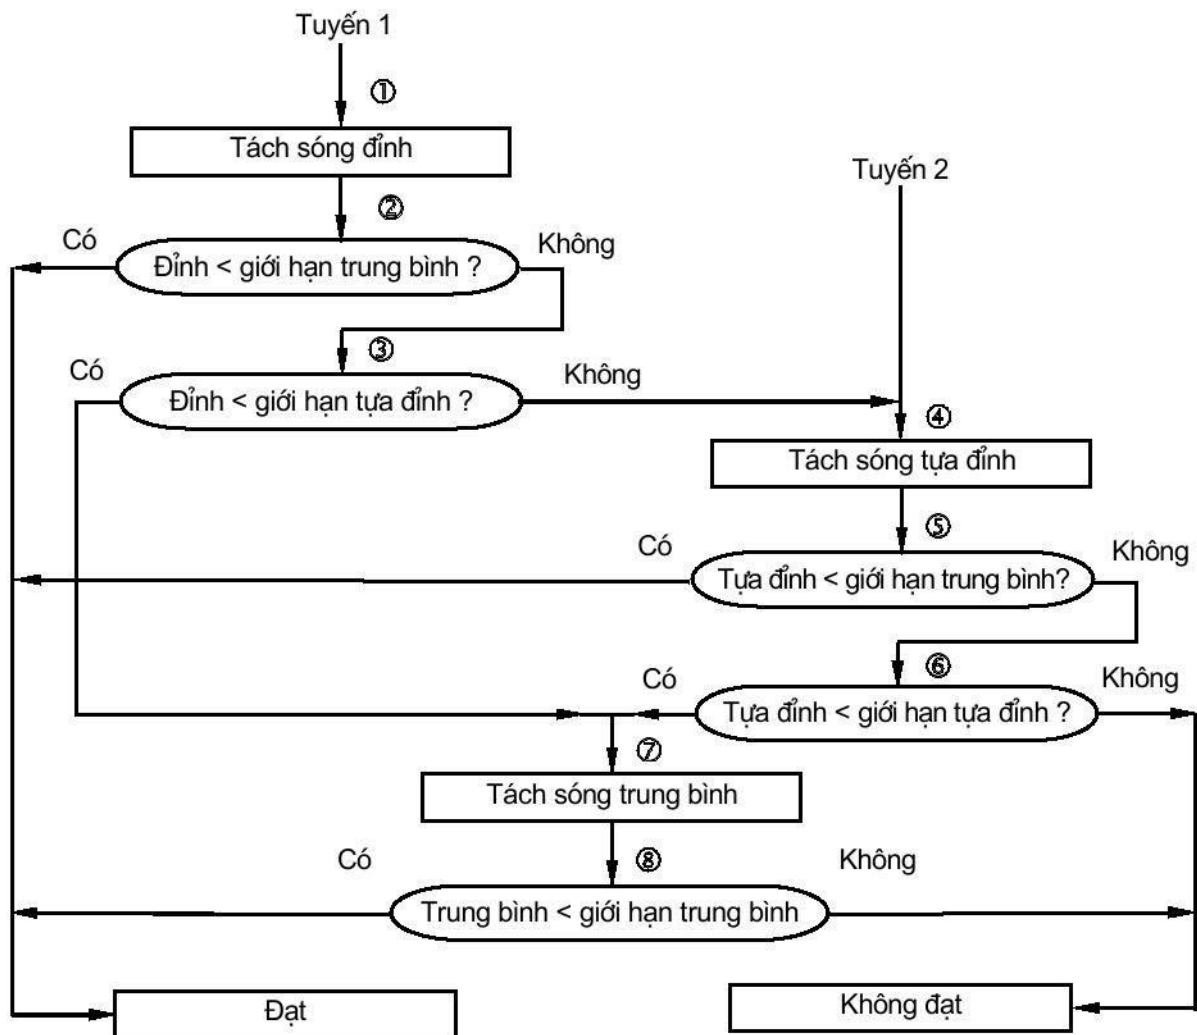 Tuyến 1
①
Tách sóng đỉnh
Tuyến 2
②
Có
Không
Đỉnh < giới hạn trung bình ?
③
Có
Không
Đỉnh < giới hạn tựa đỉnh ?
④
Tách sóng tựa đỉnh
⑤
Có
Không
Tựa đỉnh < giới hạn trung bình?
⑥
Có
Không
Tựa đỉnh < giới hạn tựa đỉnh ?
⑦
Tách sóng trung bình
Có
⑧
Không
Trung bình < giới hạn trung bình
Đạt
Không đạt